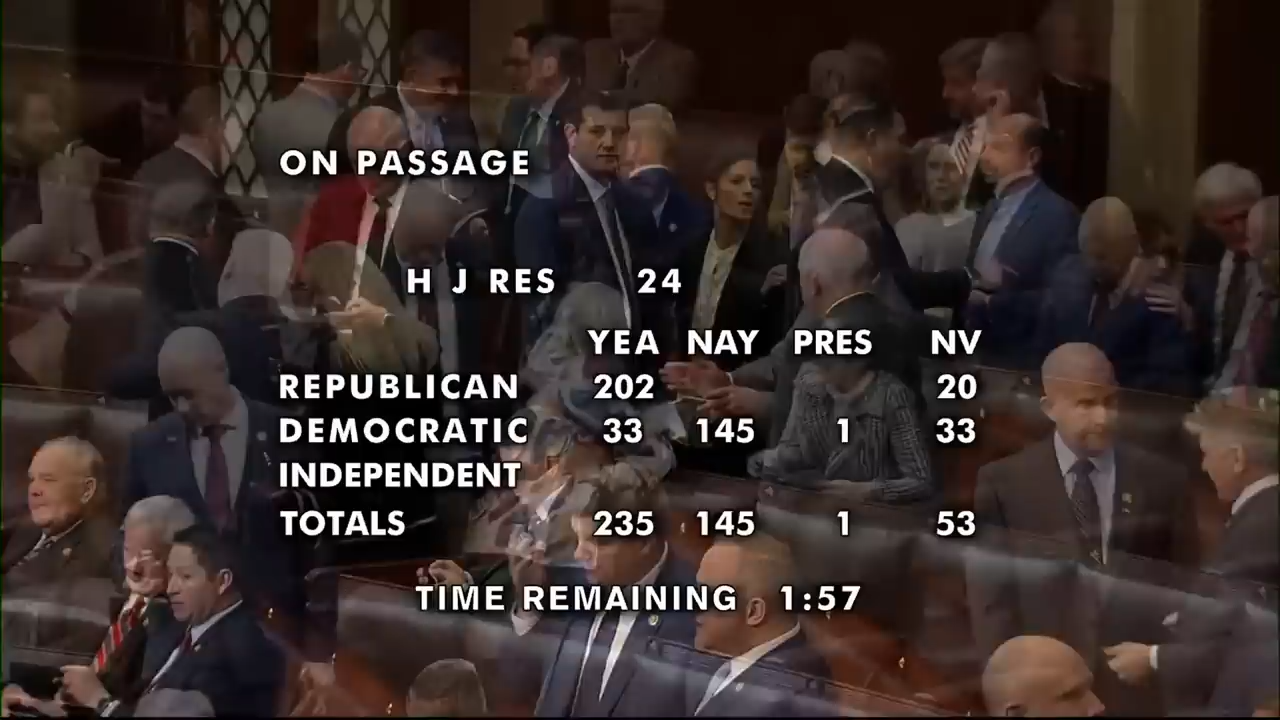 ON PASSAGE
H J RES 24
YEA NAY PRES NV
REPUBLICAN 202 20
DEMOCRATIC 33 145 1 33
INDEPENDENT
TOTALS 235 145 1 53
TIME REMAINING 1:57